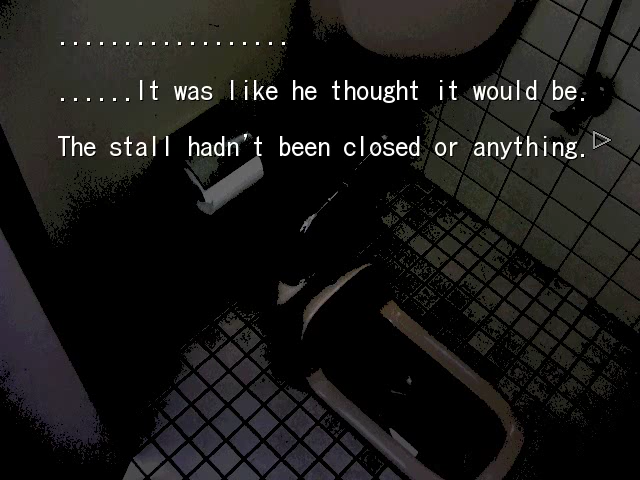 ..................
......It was like he thought it would be.
The stall hadn't been closed or anything.